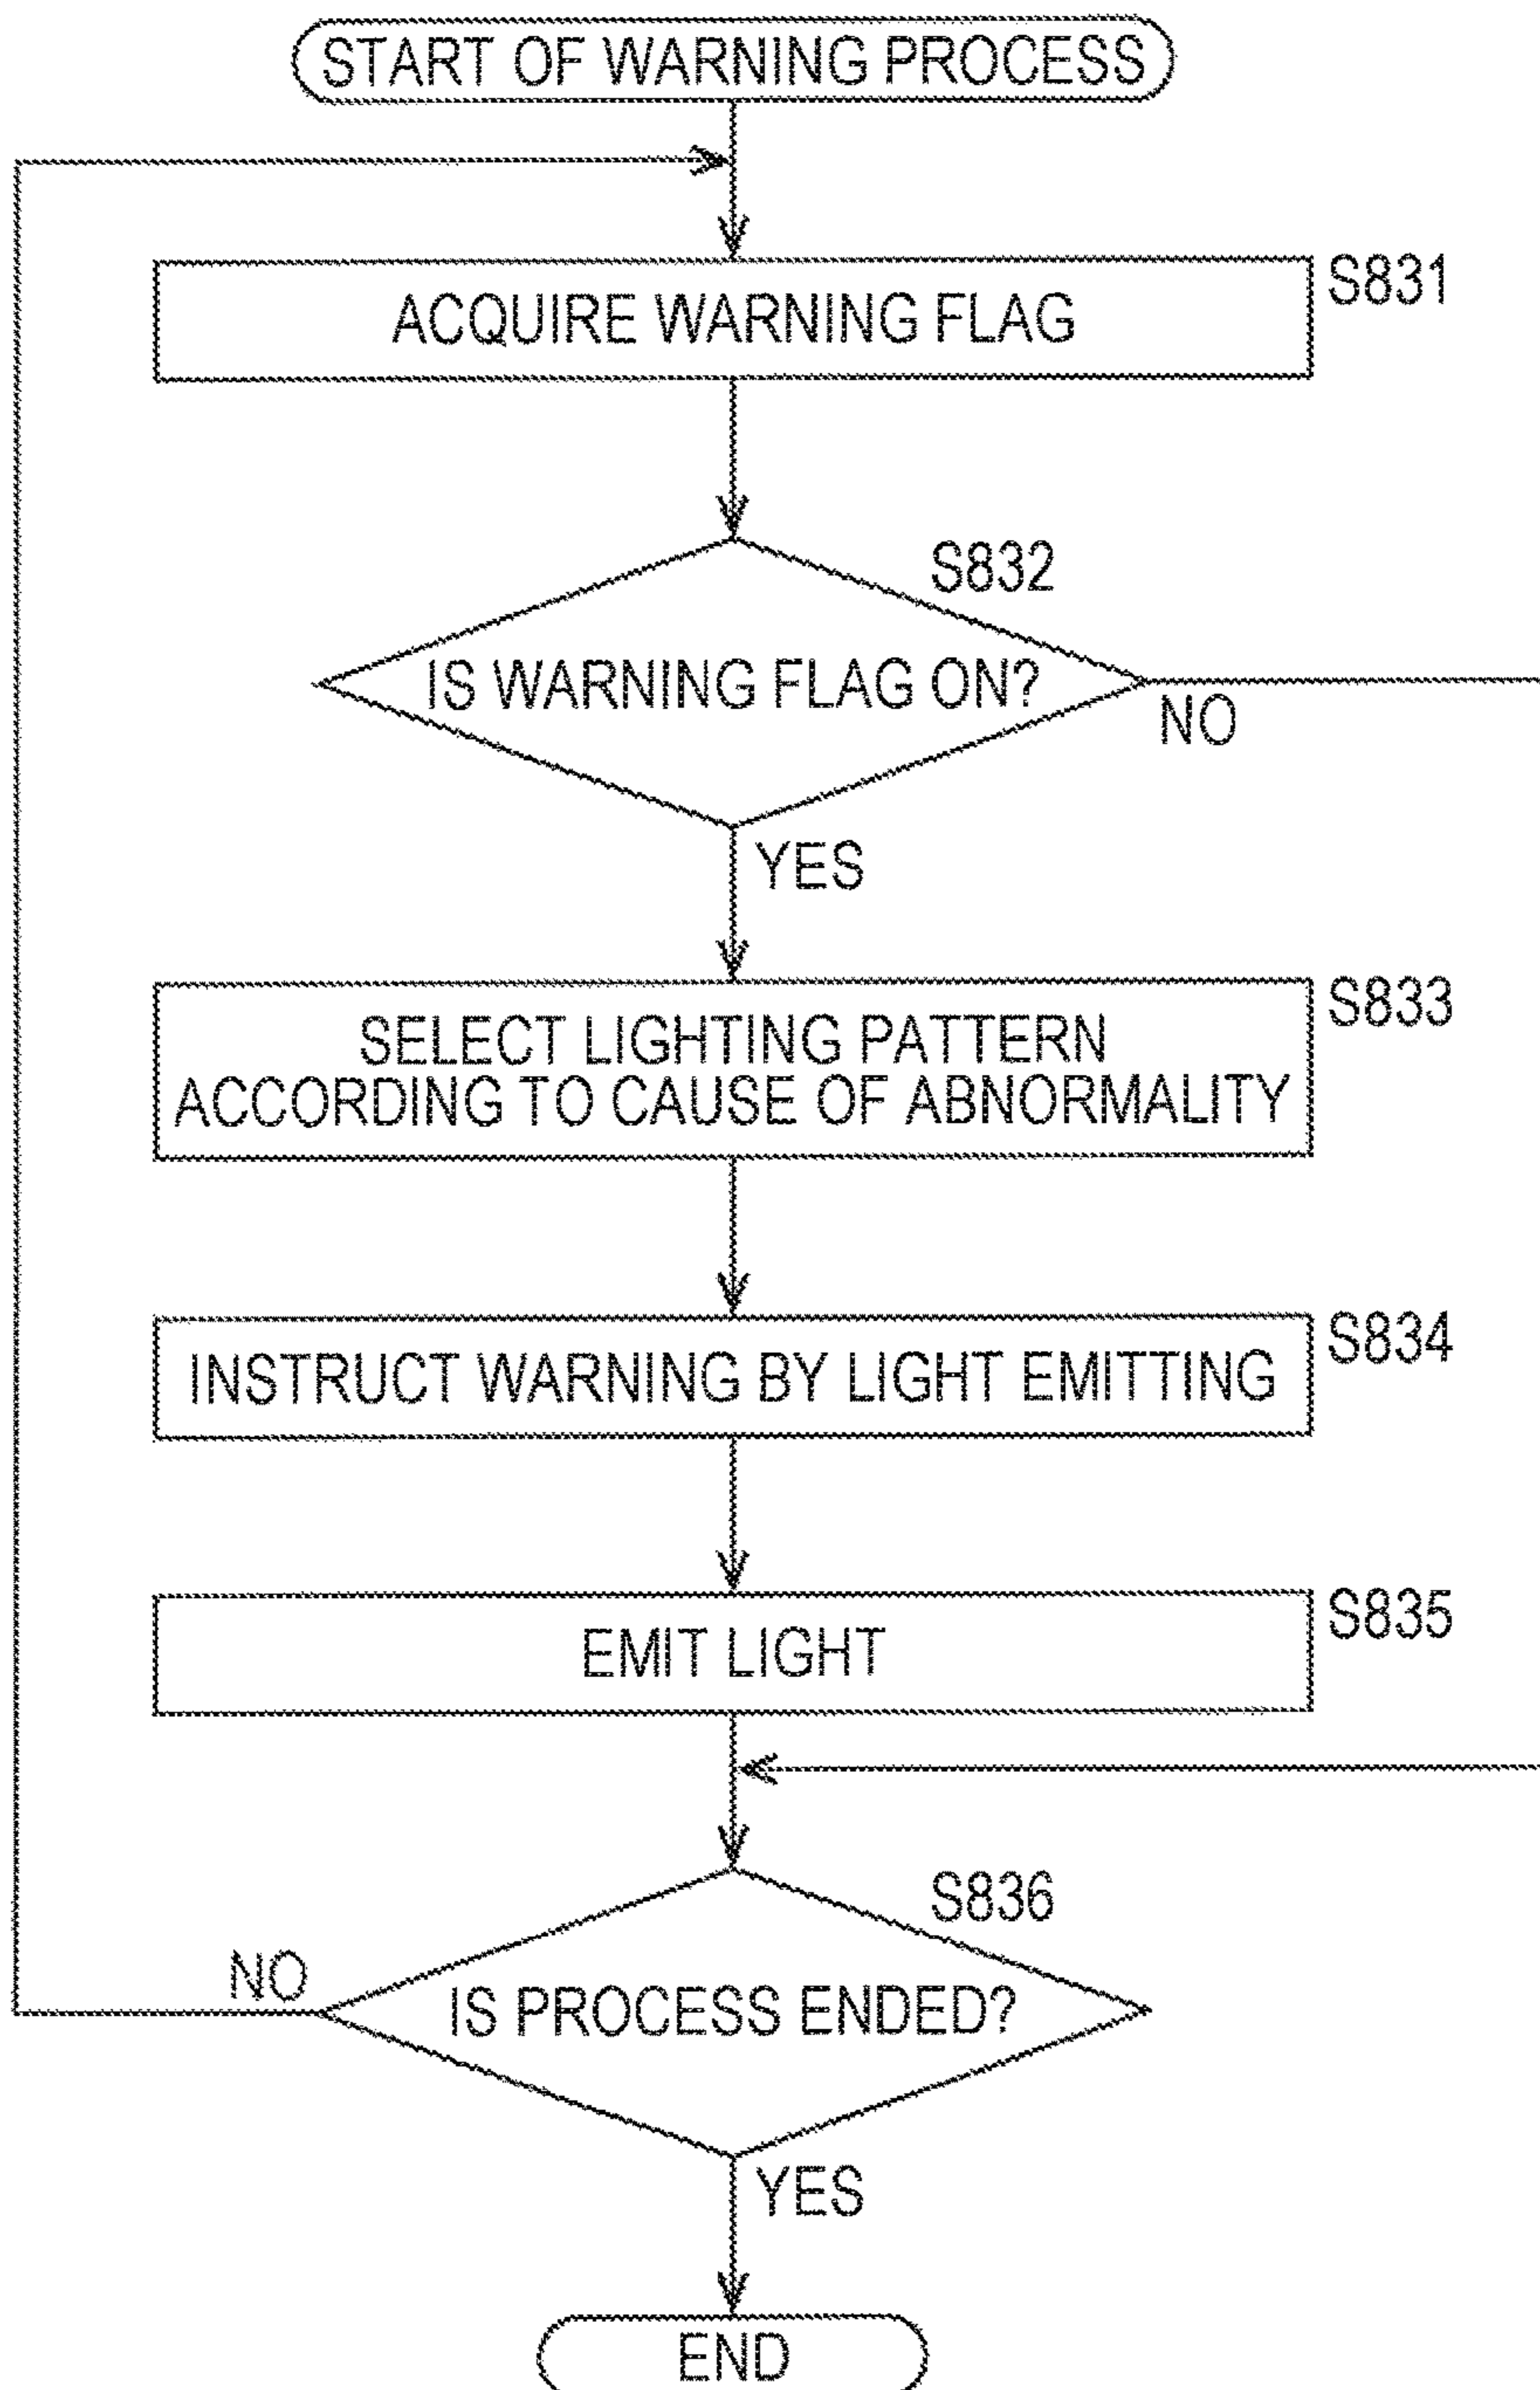 START OF WARNING PROCESS
ACQUIRE WARNING FLAG
S831
S832
IS WARNING FLAG ON?
NO
YES
SELECT LIGHTING PATTERN
ACCORDING TO CAUSE OF ABNORMALITY
S833
INSTRUCT WARNING BY LIGHT EMITTING
S834
EMIT LIGHT
S835
S836
NO
IS PROCESS ENDED?
YES
END